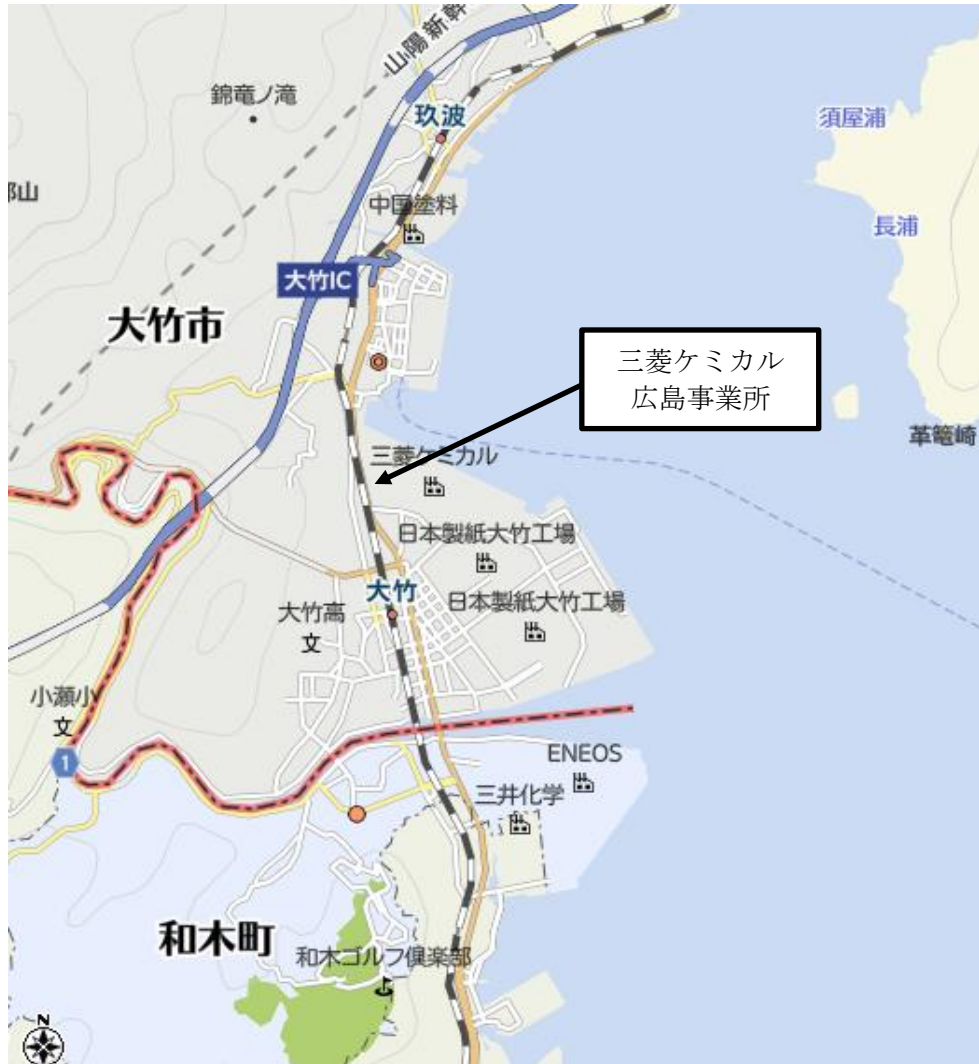 山陽新幹
錦竜ノ滝
玖波
須屋浦
山
中国塗料
長浦
大竹IC
大竹市
三菱ケミカル
広島事業所
革篭崎
三菱ケミカル
日本製紙大竹工場
大竹
日本製紙大竹工場
大竹高
文
小瀬小
文
1
ENEOS
三井化学
和木町
和木ゴルフ倶楽部
N